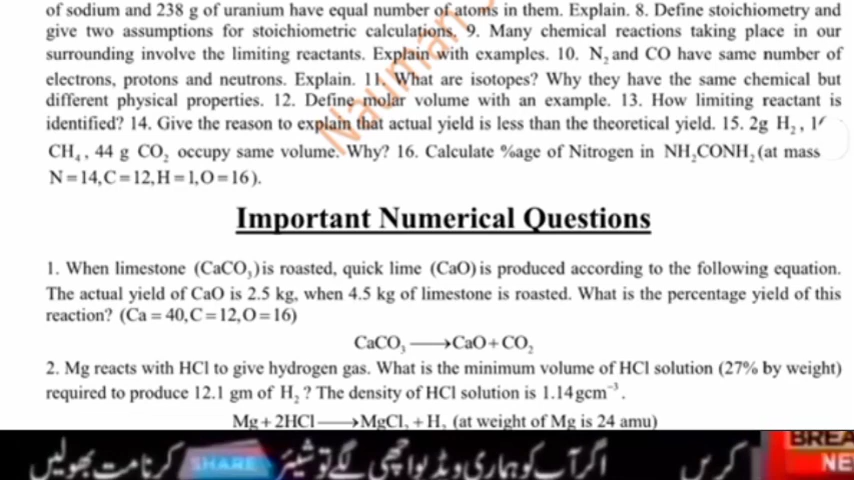 of sodium and 238 g of uranium have equal number of atoms in them. Explain. 8. Define stoichiometry and
give two assumptions for stoichiometric calculations. 9. Many chemical reactions taking place in our
surrounding involve the limiting reactants. Explain with examples. 10. N₂ and CO have same number of
electrons, protons and neutrons. Explain. 11. What are isotopes? Why they have the same chemical but
different physical properties. 12. Define molar volume with an example. 13. How limiting reactant is
identified? 14. Give the reason to explain that actual yield is less than the theoretical yield. 15. 2g H₂,
CH₄, 44 g CO₂ occupy same volume. Why? 16. Calculate %age of Nitrogen in NH₂CONH₂ (at mass
N=14, C=12, H=1, O=16).
Important Numerical Questions
1. When limestone (CaCO₃) is roasted, quick lime (CaO) is produced according to the following equation.
The actual yield of CaO is 2.5 kg, when 4.5 kg of limestone is roasted. What is the percentage yield of this
reaction? (Ca=40, C=12, O=16)
CaCO₃ ⟶ CaO+CO₂
2. Mg reacts with HCl to give hydrogen gas. What is the minimum volume of HCl solution (27% by weight)
required to produce 12.1 gm of H₂? The density of HCl solution is 1.14gcm⁻³.
Mg+2HCl ⟶ MgCl₂+H₂ (at weight of Mg is 24 amu)
اگر آپ کو ہماری ویڈیو اچھی لگے تو شیئر SHARE کرنا مت بھولیں
کریں
BREA
NE